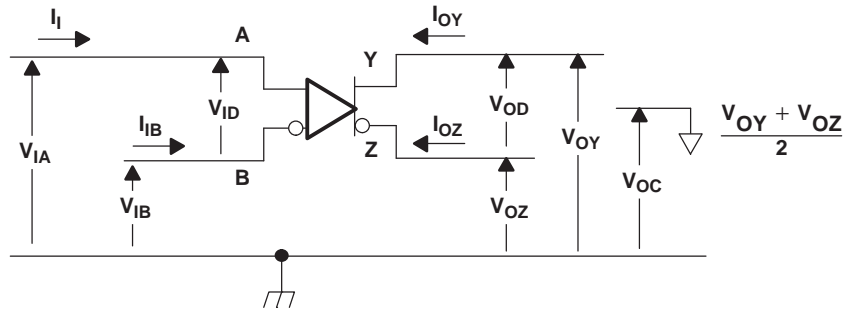 I_I
A
I_OY
Y
V_ID
I_IB
V_IA
B
V_IB
Z
I_OZ
V_OD
V_OY
V_OZ
V_OC
V_OY + V_OZ
2